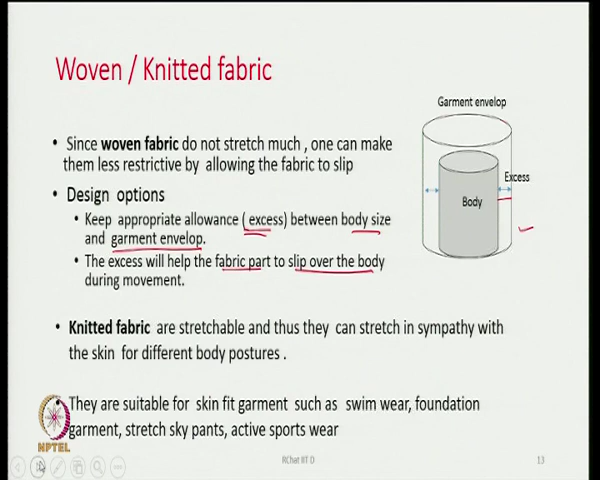 Woven / Knitted fabric
Garment envelop
• Since woven fabric do not stretch much , one can make
them less restrictive by allowing the fabric to slip
Excess
Body
• Design options
• Keep appropriate allowance ( excess) between body size
and garment envelop.
• The excess will help the fabric part to slip over the body
during movement.
• Knitted fabric are stretchable and thus they can stretch in sympathy with
the skin for different body postures .
They are suitable for skin fit garment such as swim wear, foundation
garment, stretch sky pants, active sports wear
NPTEL
RChat IIT D
13